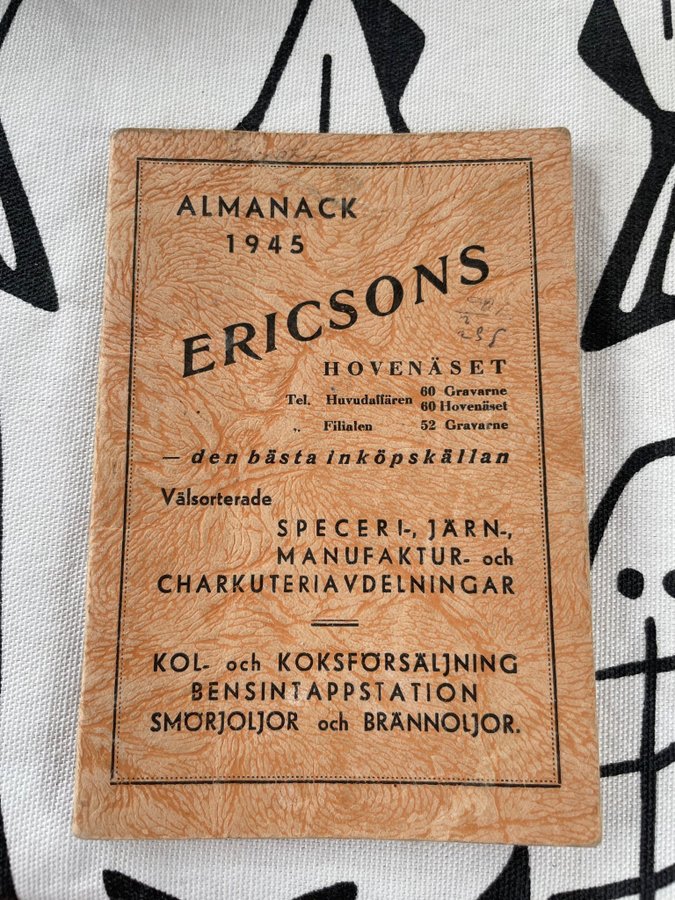 ALMANACK
1945
ERICSONS
HOVENÄSET
Tel. Huvudaffären 60 Gravarne
60 Hovenäset
„ Filialen 52 Gravarne
— den bästa inköpskällan
Välsorterade
SPECERI-, JÄRN-,
MANUFAKTUR- och
CHARKUTERIAVDELNINGAR
KOL- och KOKSFÖRSÄLJNING
BENSINTAPPSTATION
SMÖRJOLJOR och BRÄNNOLJOR.